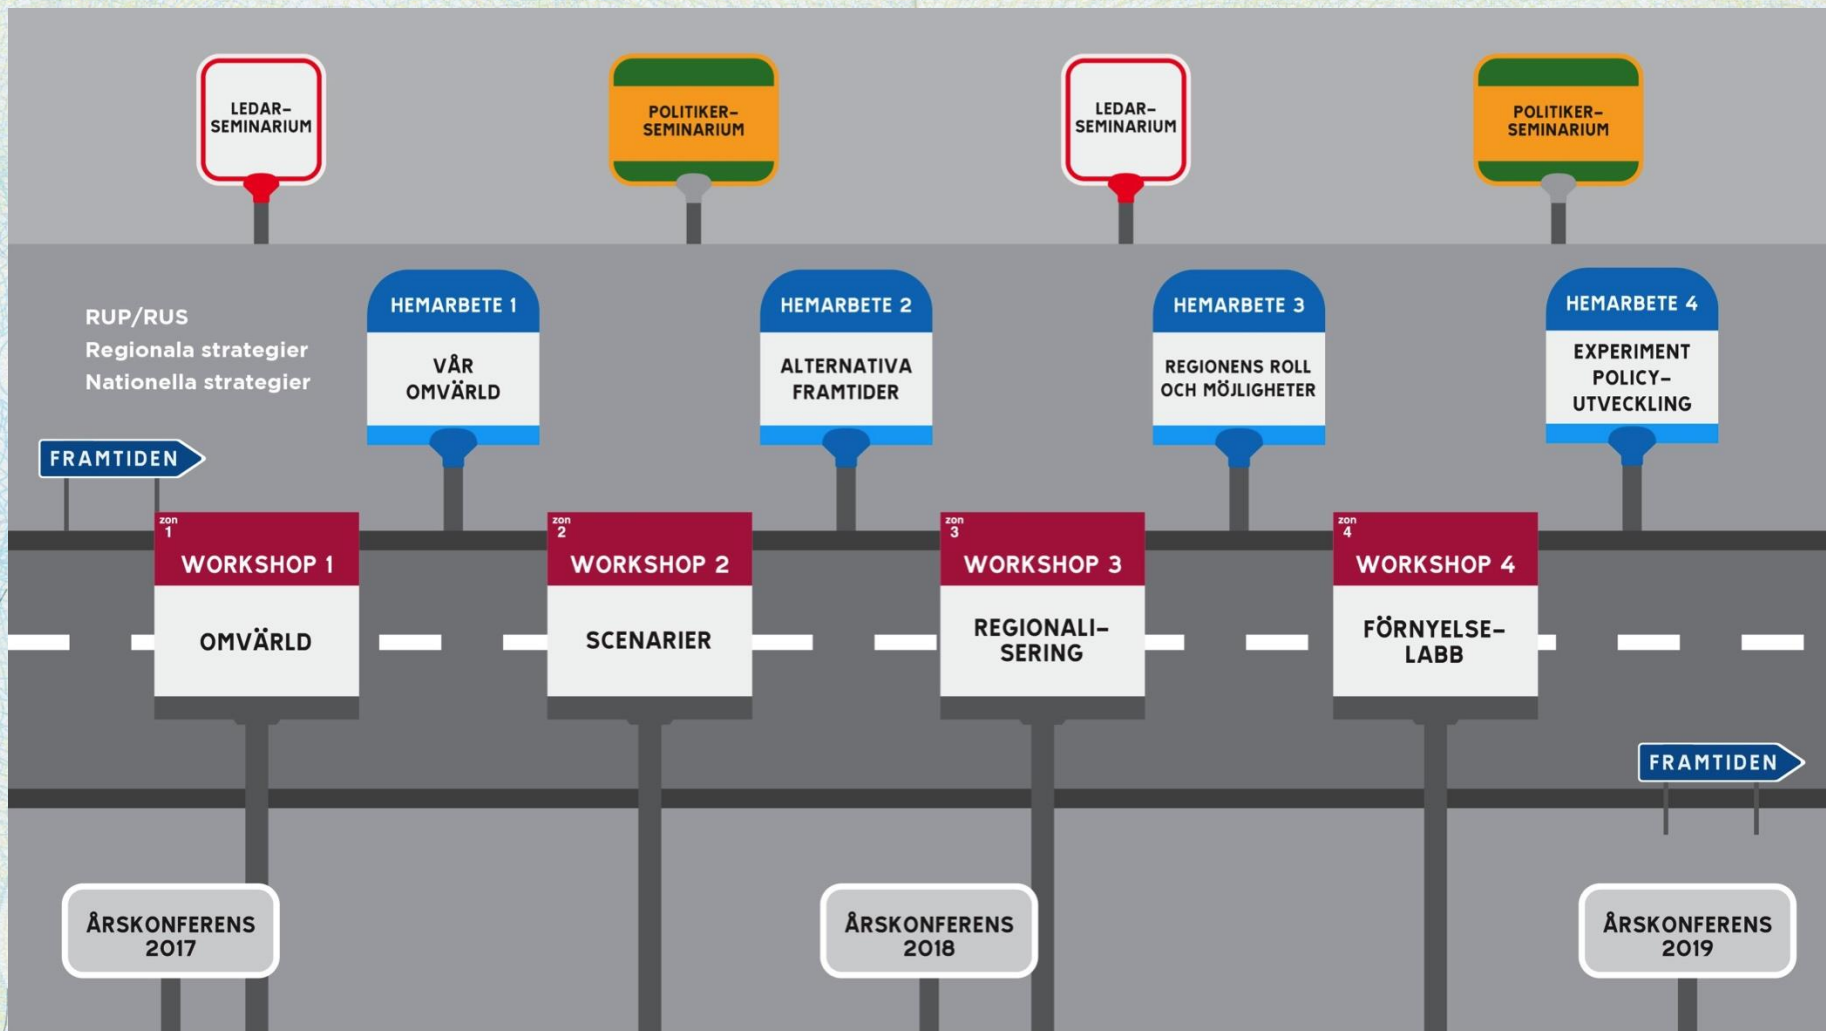 LEDAR-
SEMINARIUM
POLITIKER-
SEMINARIUM
LEDAR-
SEMINARIUM
POLITIKER-
SEMINARIUM
RUP/RUS
Regionala strategier
Nationella strategier
HEMARBETE 1
VÅR
OMVÄRLD
HEMARBETE 2
ALTERNATIVA
FRAMTIDER
HEMARBETE 3
REGIONENS ROLL
OCH MÖJLIGHETER
HEMARBETE 4
EXPERIMENT
POLICY-
UTVECKLING
FRAMTIDEN
zon
1
WORKSHOP 1
OMVÄRLD
zon
2
WORKSHOP 2
SCENARIER
zon
3
WORKSHOP 3
REGIONALI-
SERING
zon
4
WORKSHOP 4
FÖRNYELSE-
LABB
FRAMTIDEN
ÅRSKONFERENS
2017
ÅRSKONFERENS
2018
ÅRSKONFERENS
2019